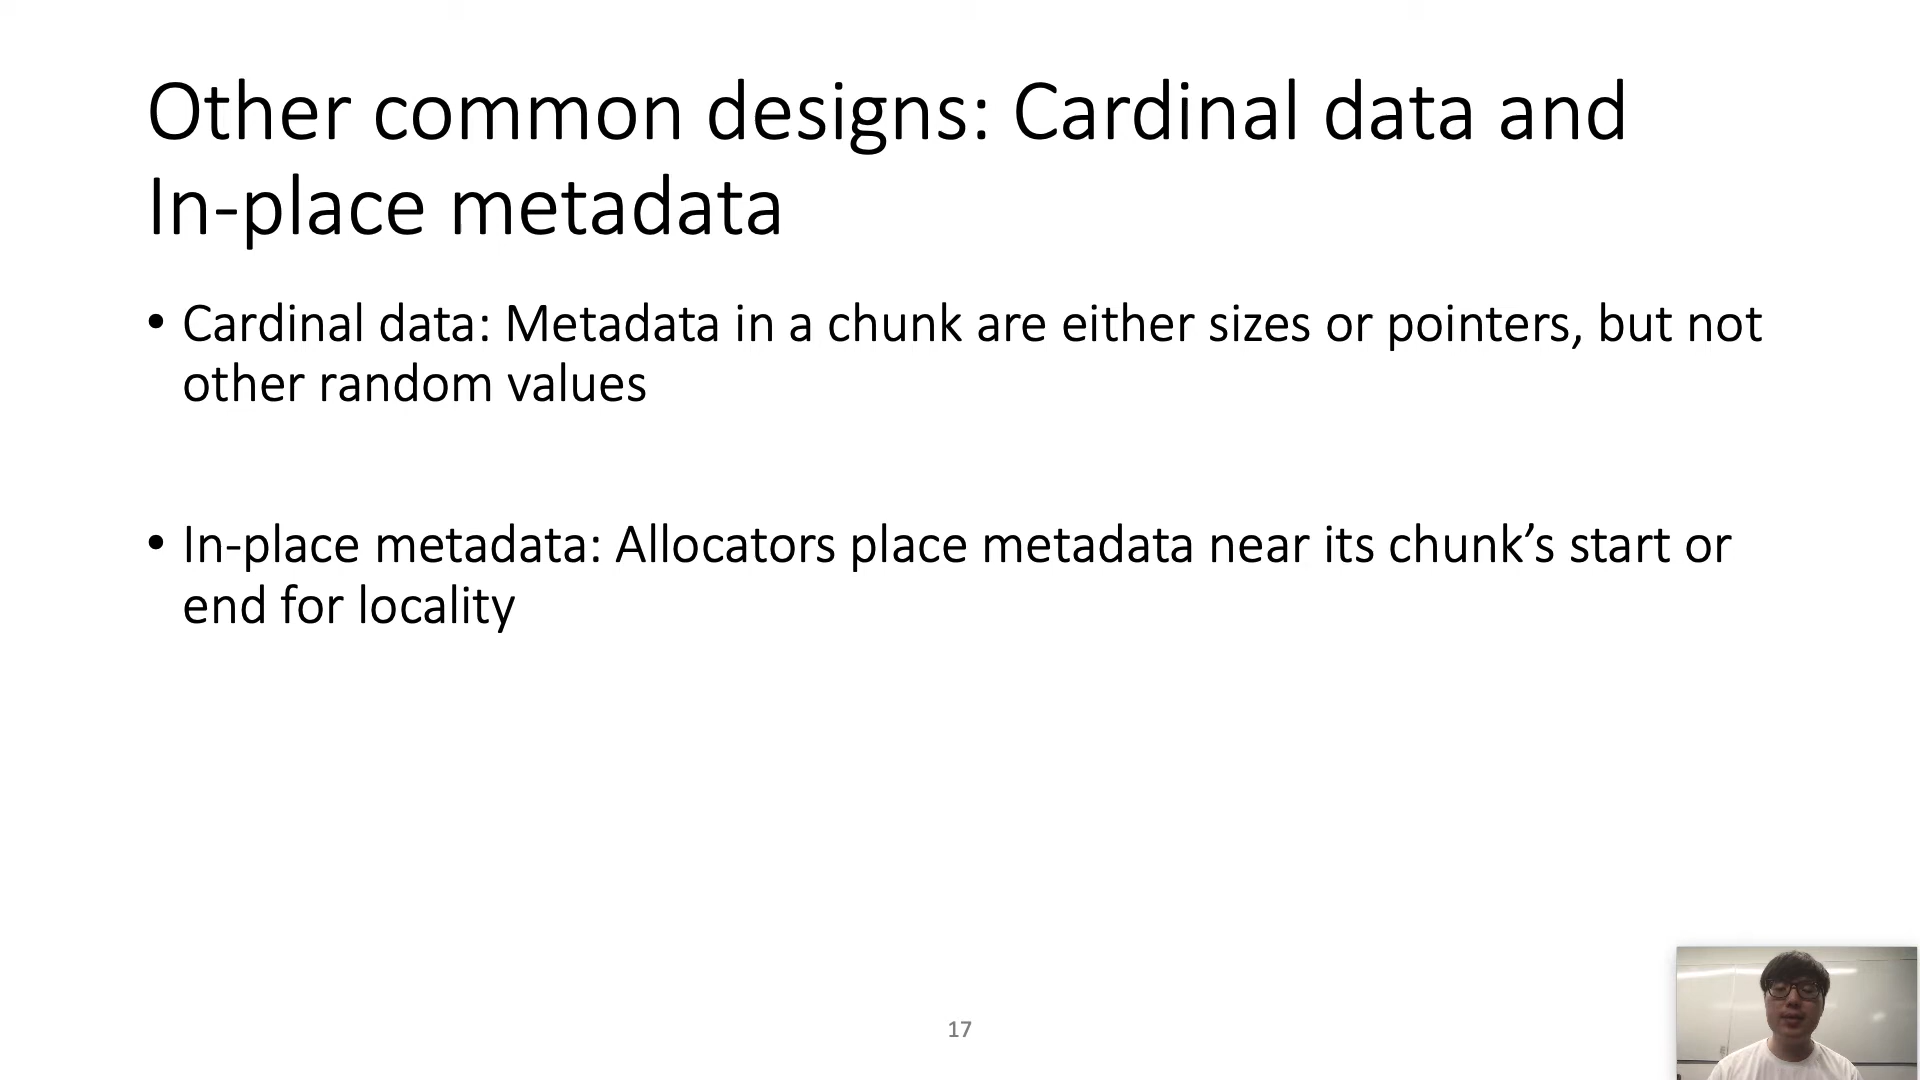 Other common designs: Cardinal data and
In-place metadata
• Cardinal data: Metadata in a chunk are either sizes or pointers, but not
other random values
• In-place metadata: Allocators place metadata near its chunk’s start or
end for locality
17